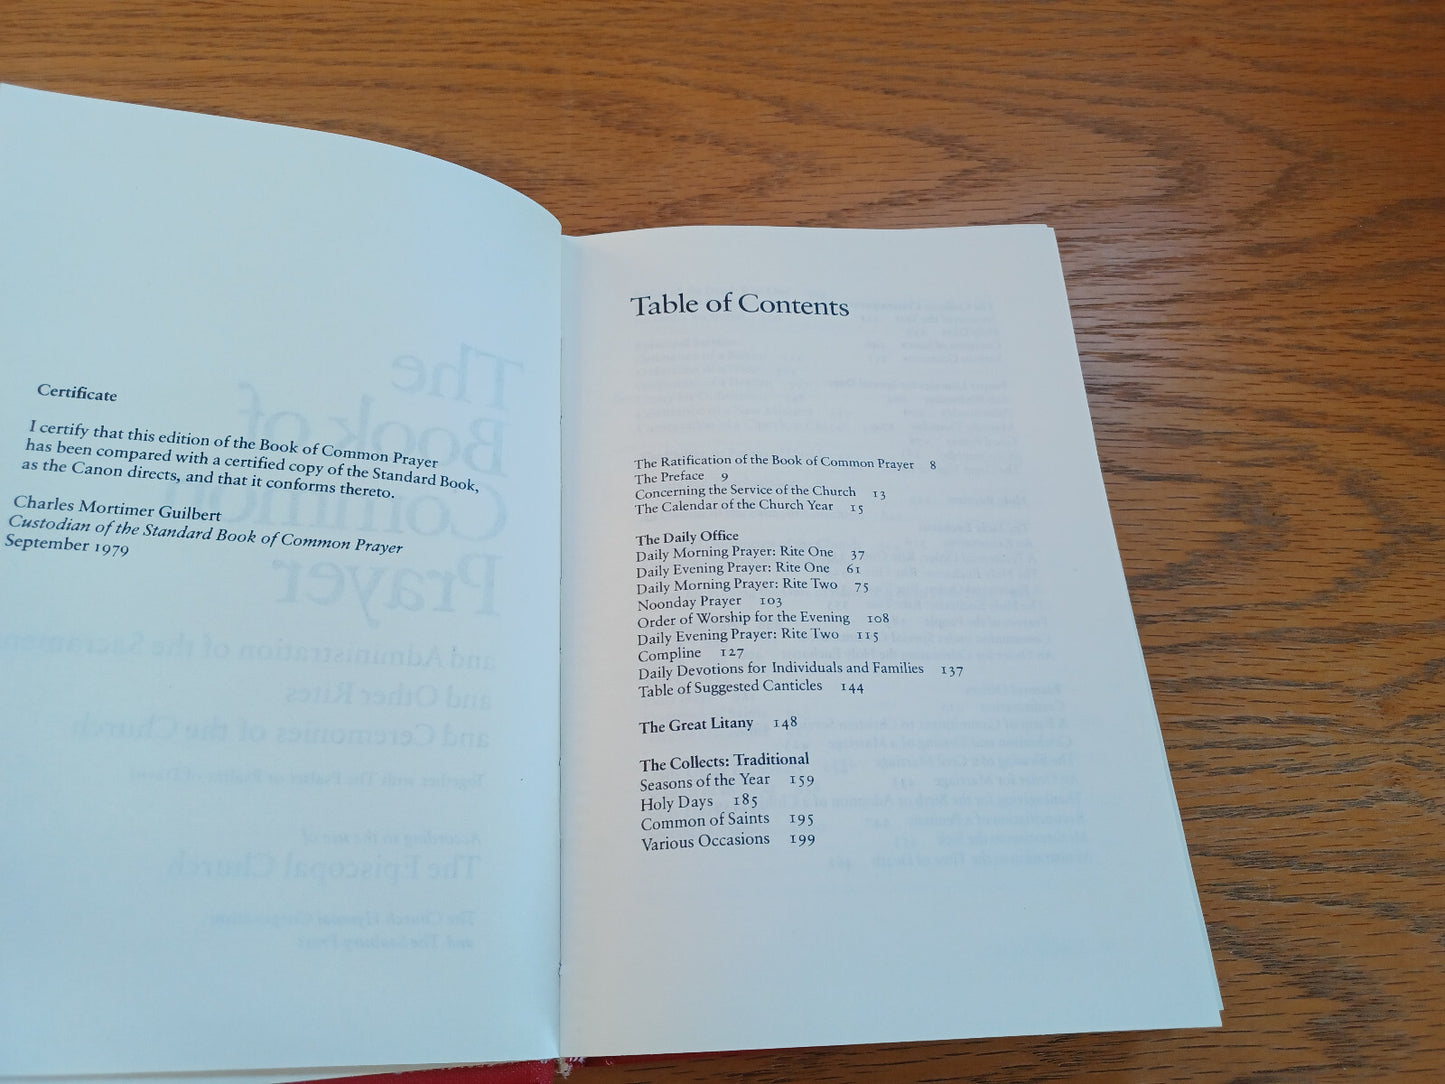 Certificate
I certify that this edition of the Book of Common Prayer
has been compared with a certified copy of the Standard Book,
as the Canon directs, and that it conforms thereto.
Charles Mortimer Guilbert
Custodian of the Standard Book of Common Prayer
September 1979
Table of Contents
The Ratification of the Book of Common Prayer 8
The Preface 9
Concerning the Service of the Church 13
The Calendar of the Church Year 15
The Daily Office
Daily Morning Prayer: Rite One 37
Daily Evening Prayer: Rite One 61
Daily Morning Prayer: Rite Two 75
Noonday Prayer 103
Order of Worship for the Evening 108
Daily Evening Prayer: Rite Two 115
Compline 127
Daily Devotions for Individuals and Families 137
Table of Suggested Canticles 144
The Great Litany 148
The Collects: Traditional
Seasons of the Year 159
Holy Days 185
Common of Saints 195
Various Occasions 199